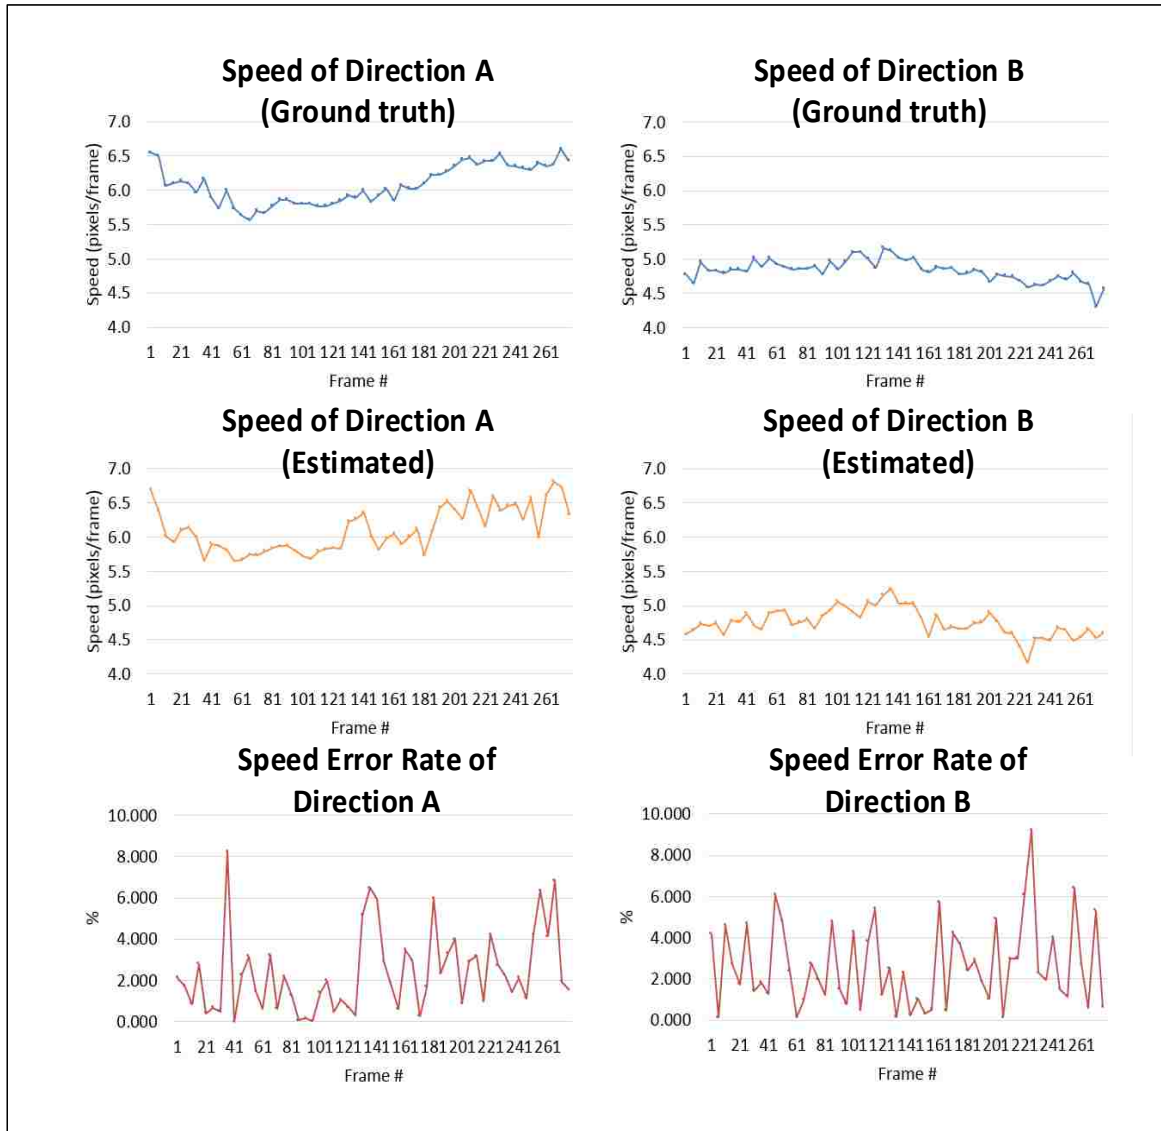 Speed of Direction A
(Ground truth)
7.0
6.5
6.0
5.5
5.0
4.5
4.0
Speed (pixels/frame)
1 21 41 61 81 101 121 141 161 181 201 221 241 261
Frame #
Speed of Direction B
(Ground truth)
7.0
6.5
6.0
5.5
5.0
4.5
4.0
Speed (pixels/frame)
1 21 41 61 81 101 121 141 161 181 201 221 241 261
Frame #
Speed of Direction A
(Estimated)
7.0
6.5
6.0
5.5
5.0
4.5
4.0
Speed (pixels/frame)
1 21 41 61 81 101 121 141 161 181 201 221 241 261
Frame #
Speed of Direction B
(Estimated)
7.0
6.5
6.0
5.5
5.0
4.5
4.0
Speed (pixels/frame)
1 21 41 61 81 101 121 141 161 181 201 221 241 261
Frame #
Speed Error Rate of
Direction A
10.000
8.000
6.000
4.000
2.000
0.000
%
1 21 41 61 81 101 121 141 161 181 201 221 241 261
Frame #
Speed Error Rate of
Direction B
10.000
8.000
6.000
4.000
2.000
0.000
%
1 21 41 61 81 101 121 141 161 181 201 221 241 261
Frame #